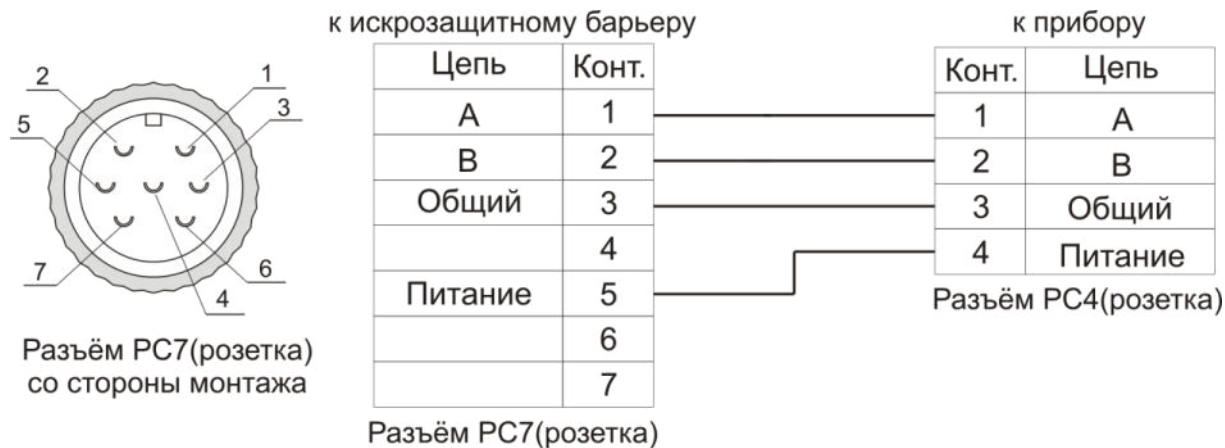 к искрозащитному барьеру
к прибору
2
1
3
5
7
6
4
Разъём РС7(розетка)
со стороны монтажа
Цепь Конт.
А 1
В 2
Общий 3
4
Питание 5
6
7
Разъём РС7(розетка)
Конт. Цепь
1 А
2 В
3 Общий
4 Питание
Разъём РС4(розетка)